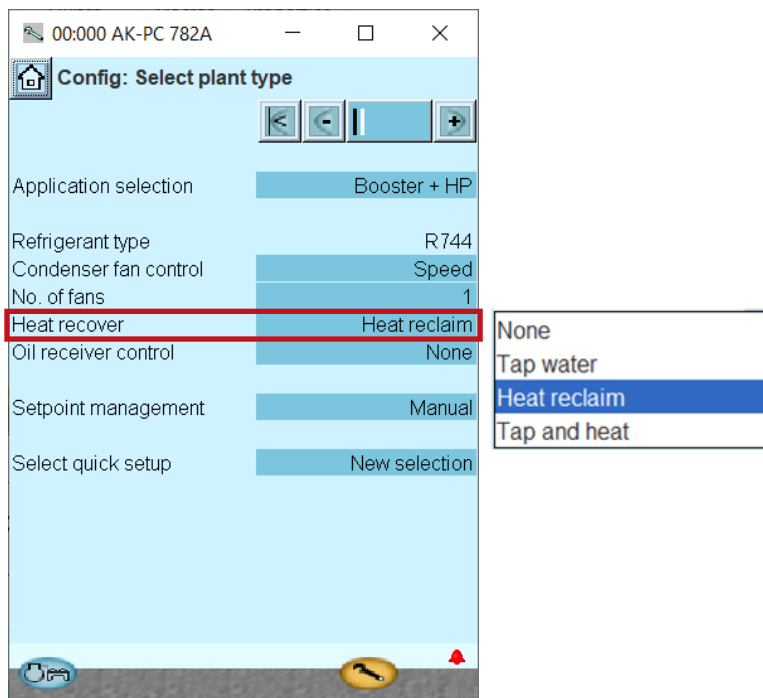 00:000 AK-PC 782A
Config: Select plant type
Application selection Booster + HP
Refrigerant type R744
Condenser fan control Speed
No. of fans 1
Heat recover Heat reclaim
Oil receiver control None
Setpoint management Manual
Select quick setup New selection
None
Tap water
Heat reclaim
Tap and heat